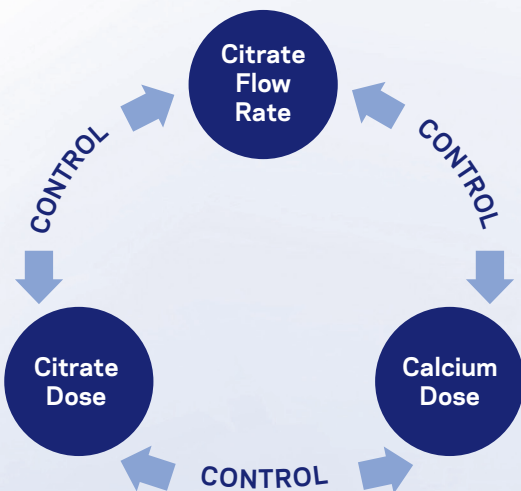 Citrate
Flow
Rate
CONTROL
CONTROL
Citrate
Dose
Calcium
Dose
CONTROL